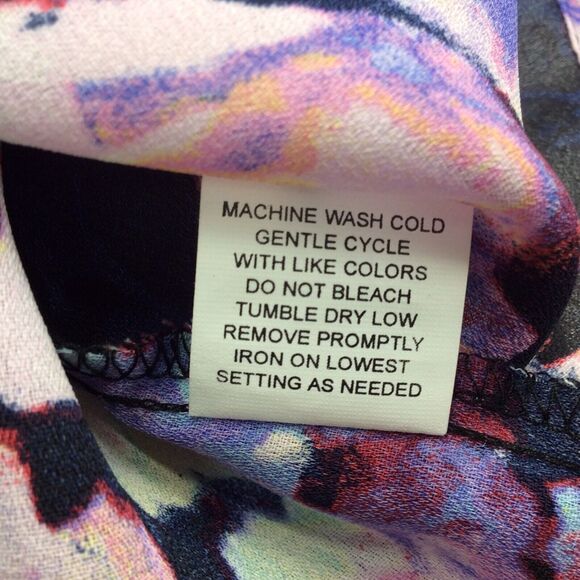 MACHINE WASH COLD
GENTLE CYCLE
WITH LIKE COLORS
DO NOT BLEACH
TUMBLE DRY LOW
REMOVE PROMPTLY
IRON ON LOWEST
SETTING AS NEEDED